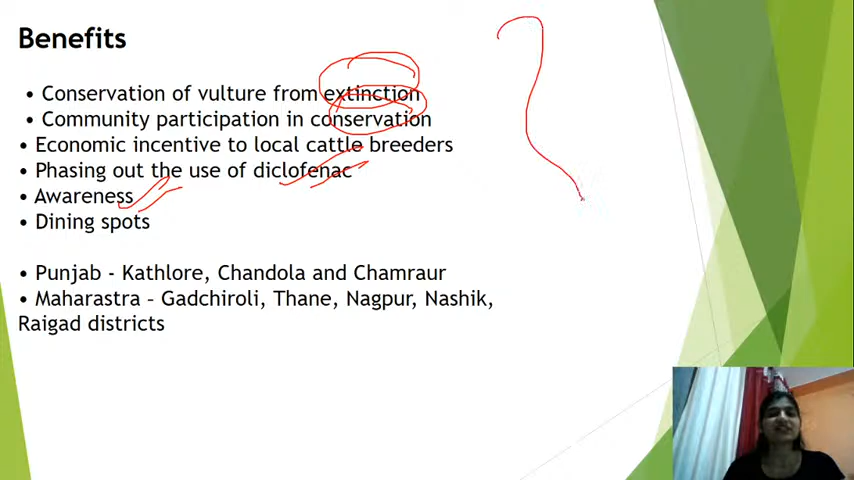 Benefits
• Conservation of vulture from extinction
• Community participation in conservation
• Economic incentive to local cattle breeders
• Phasing out the use of diclofenac
• Awareness
• Dining spots
• Punjab - Kathlore, Chandola and Chamraur
• Maharastra – Gadchiroli, Thane, Nagpur, Nashik,
Raigad districts